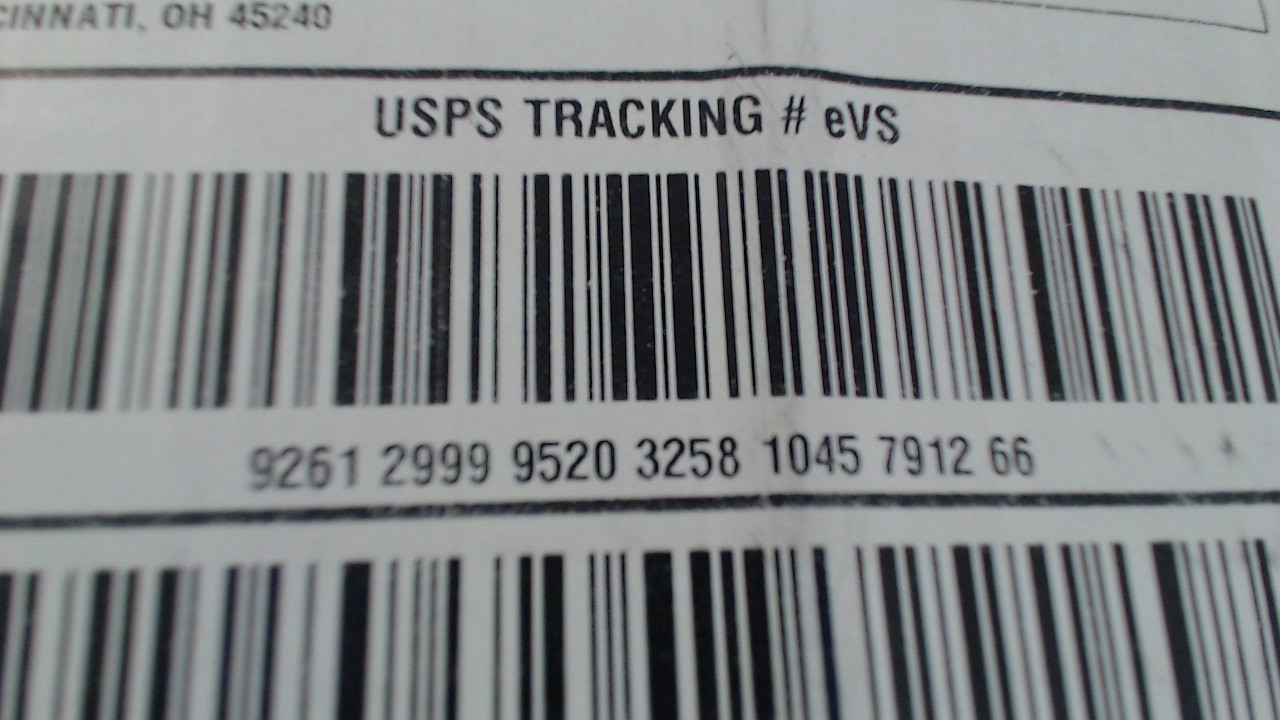 CINNATI, OH 45240
USPS TRACKING # eVS
9261 2999 9520 3258 1045 7912 66